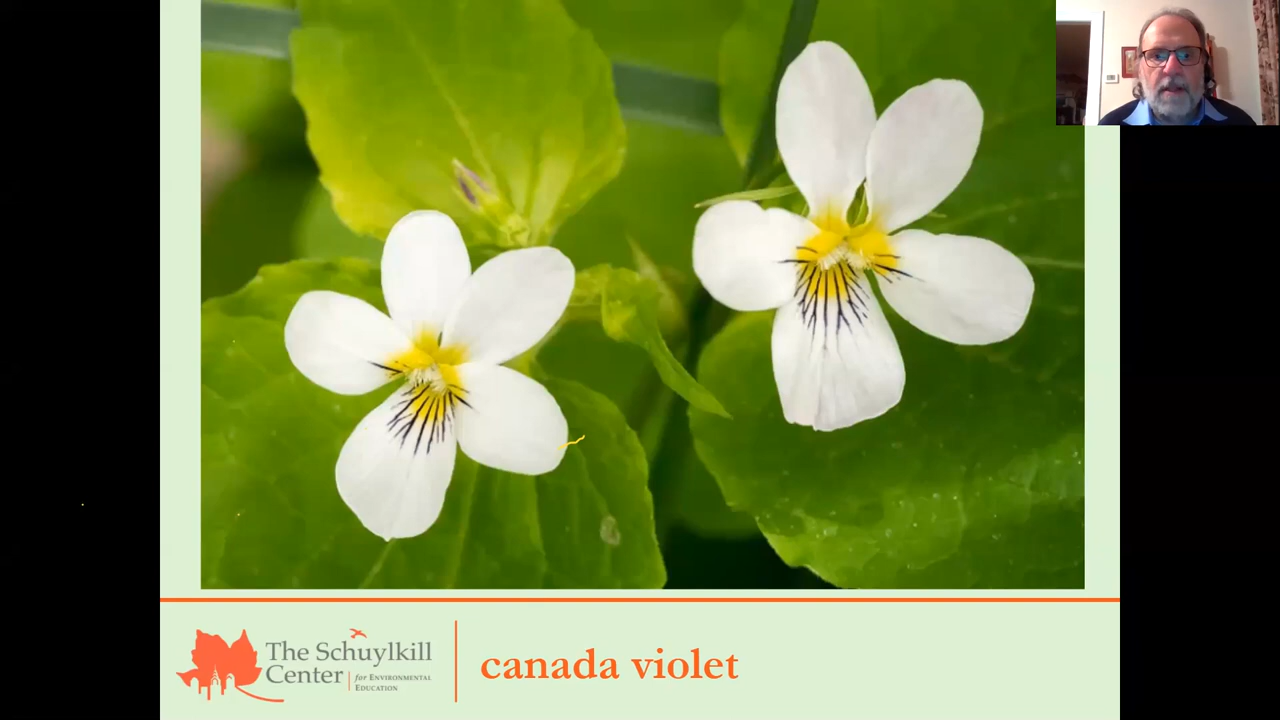 The Schuylkill
Center
for ENVIRONMENTAL
EDUCATION
canada violet